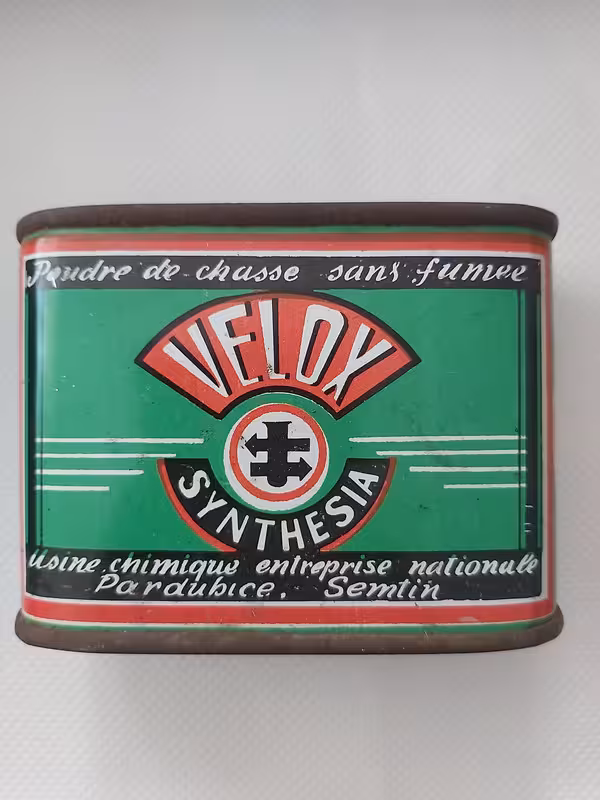 Poudre de chasse sans fumee
VELOX
SYNTHESIA
Usine chimique entreprise nationale
Pardubice. Semtin